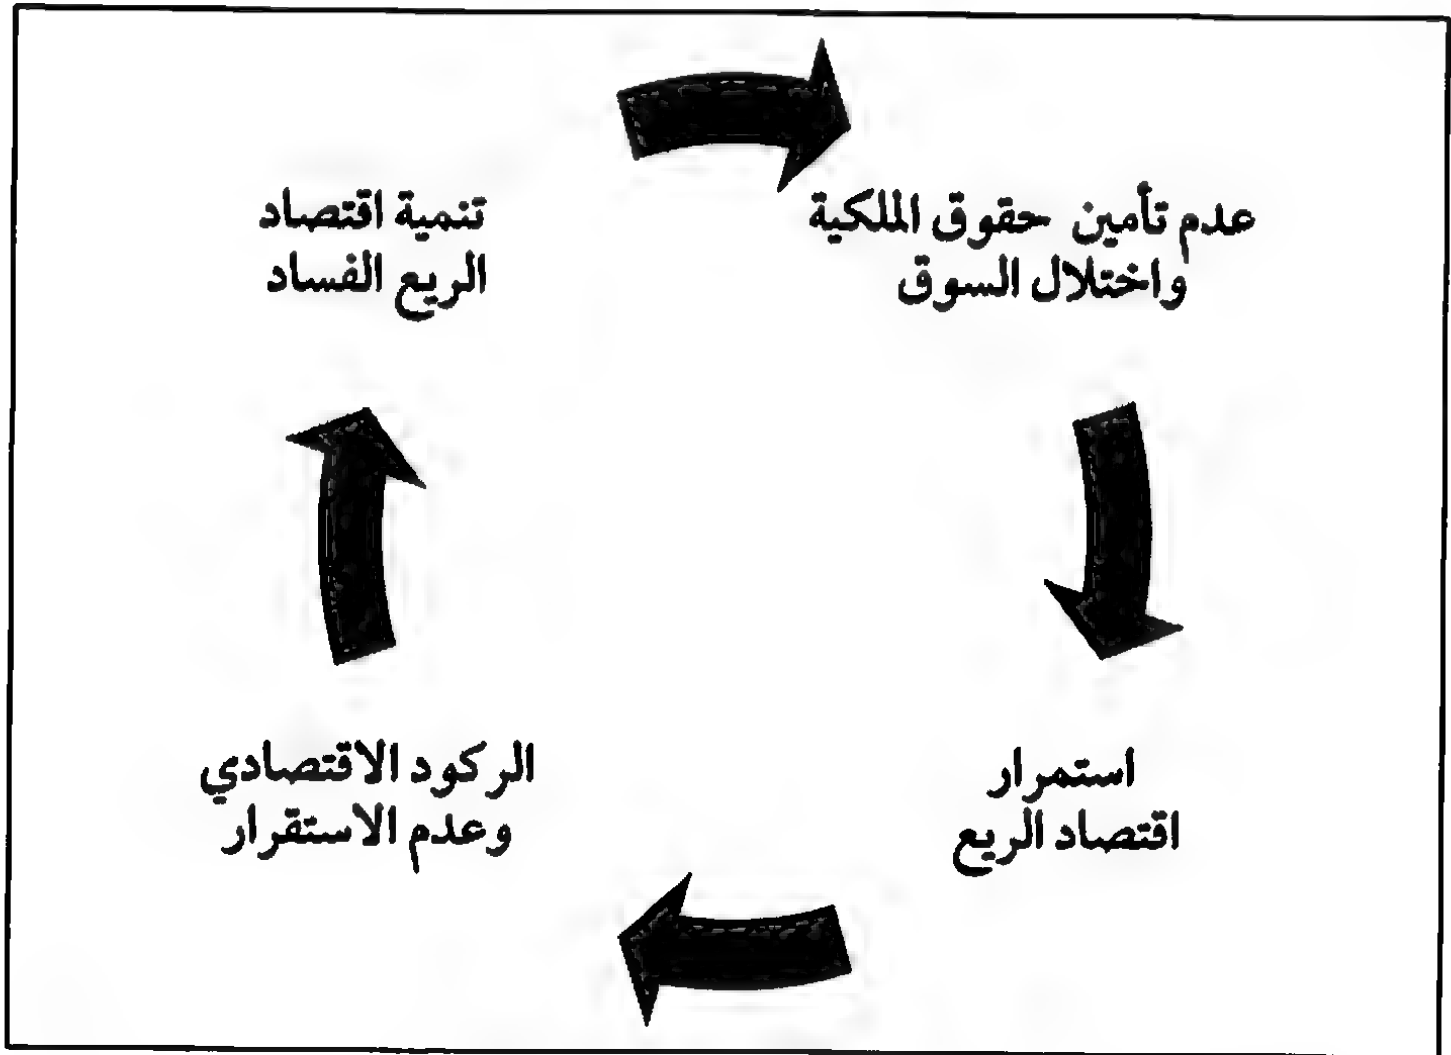 عدم تأمين حقوق الملكية
واختلال السوق
تنمية اقتصاد
الريع الفساد
استمرار
اقتصاد الريع
الركود الاقتصادي
وعدم الاستقرار